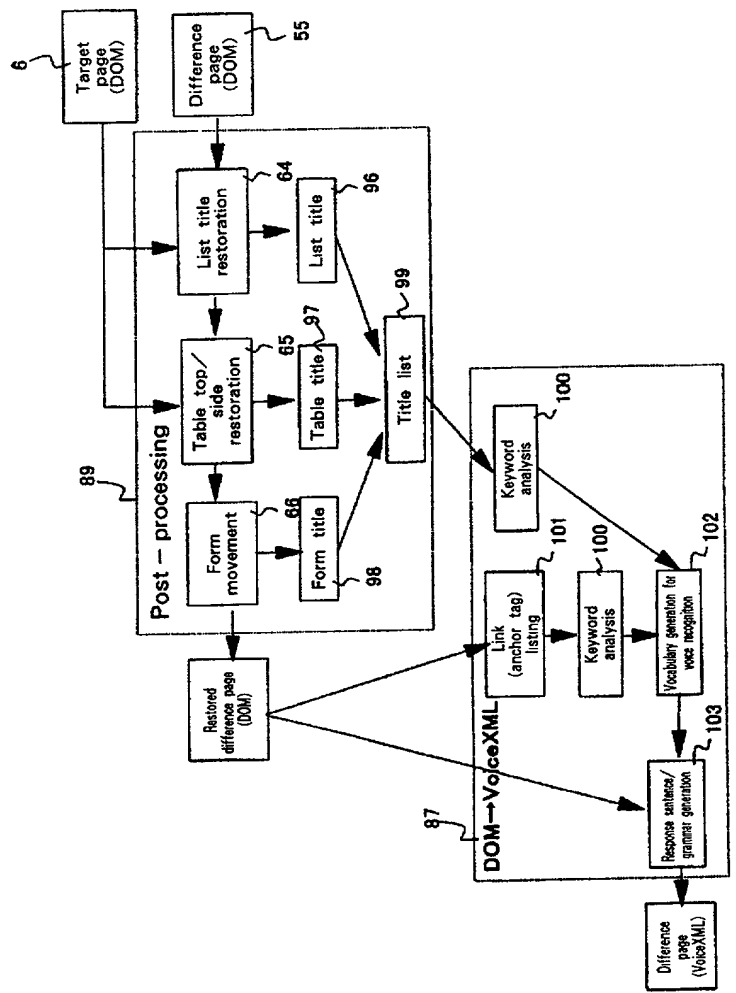 6
Target
page
(DOM)
55
Difference
page
(DOM)
89
Post－processing
64
List title
restoration
65
Table top/
side
restoration
66
Form
movement
96
List title
97
Table title
98
Form title
99
Title list
Restored
difference page
(DOM)
87
DOM→VoiceXML
100
Keyword
analysis
101
Link
(anchor tag)
listing
100
Keyword
analysis
102
Vocabulary generation for
voice recognition
103
Response sentence/
grammar generation
Difference
page
(VoiceXML)